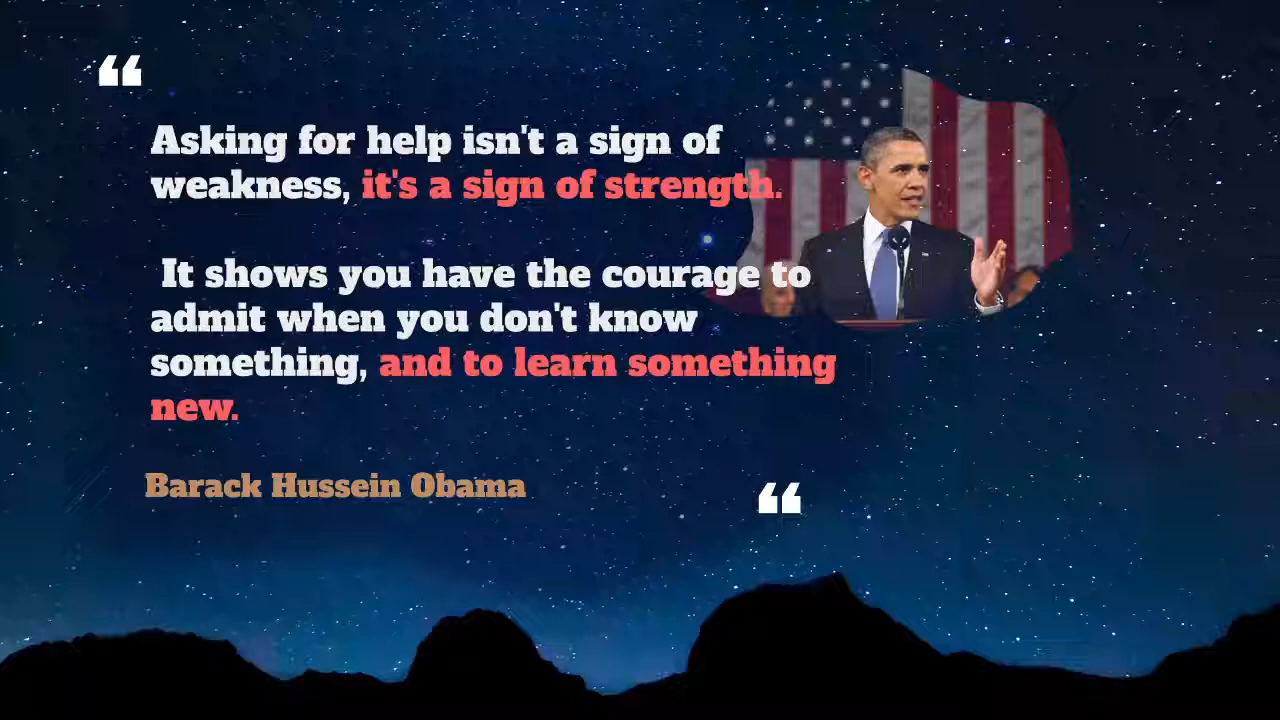 ❝
Asking for help isn't a sign of
weakness, it's a sign of strength.
It shows you have the courage to
admit when you don't know
something, and to learn something
new.
Barack Hussein Obama
❝